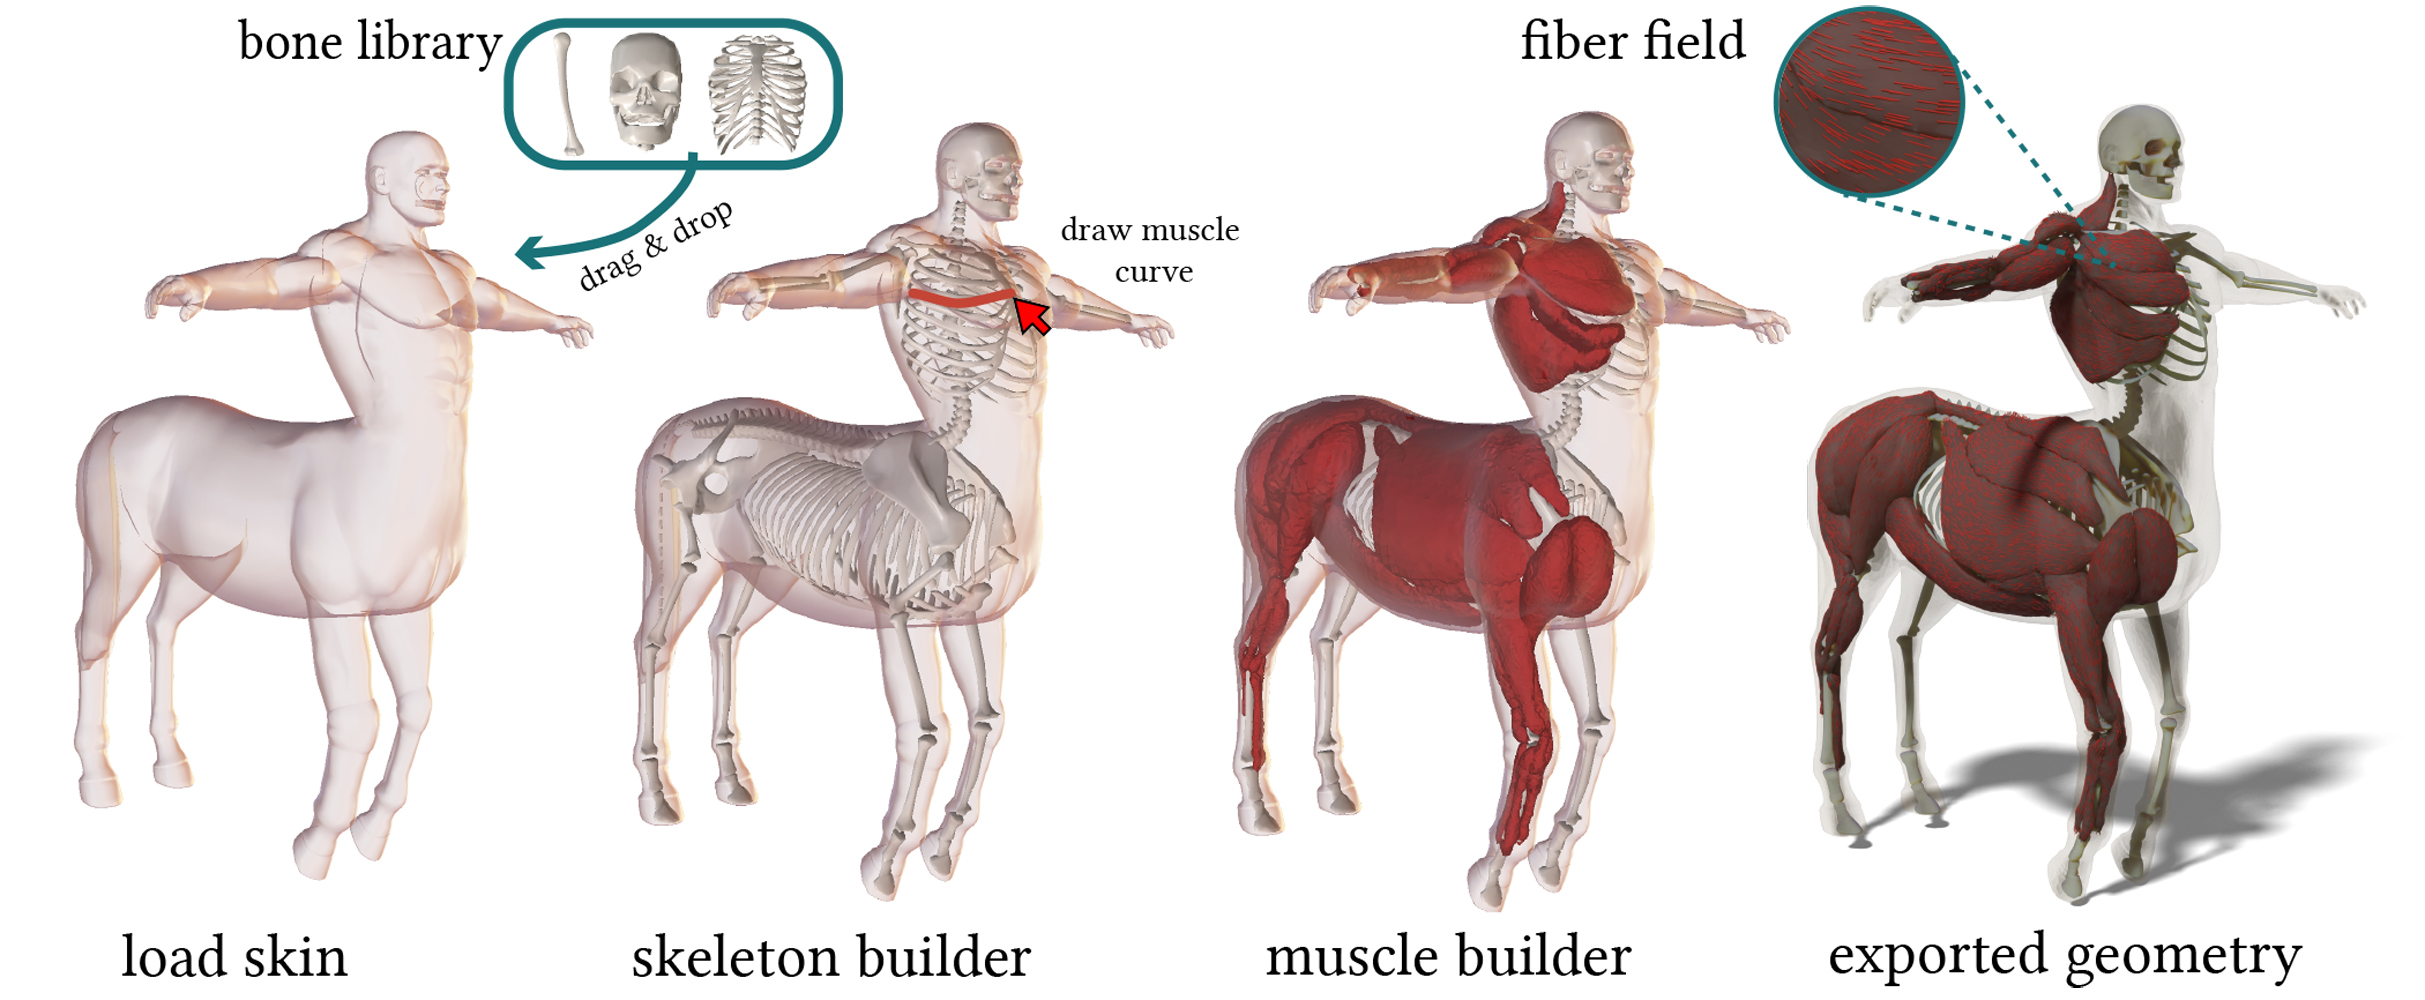 bone library
drag & drop
draw muscle
curve
fiber field
load skin
skeleton builder
muscle builder
exported geometry